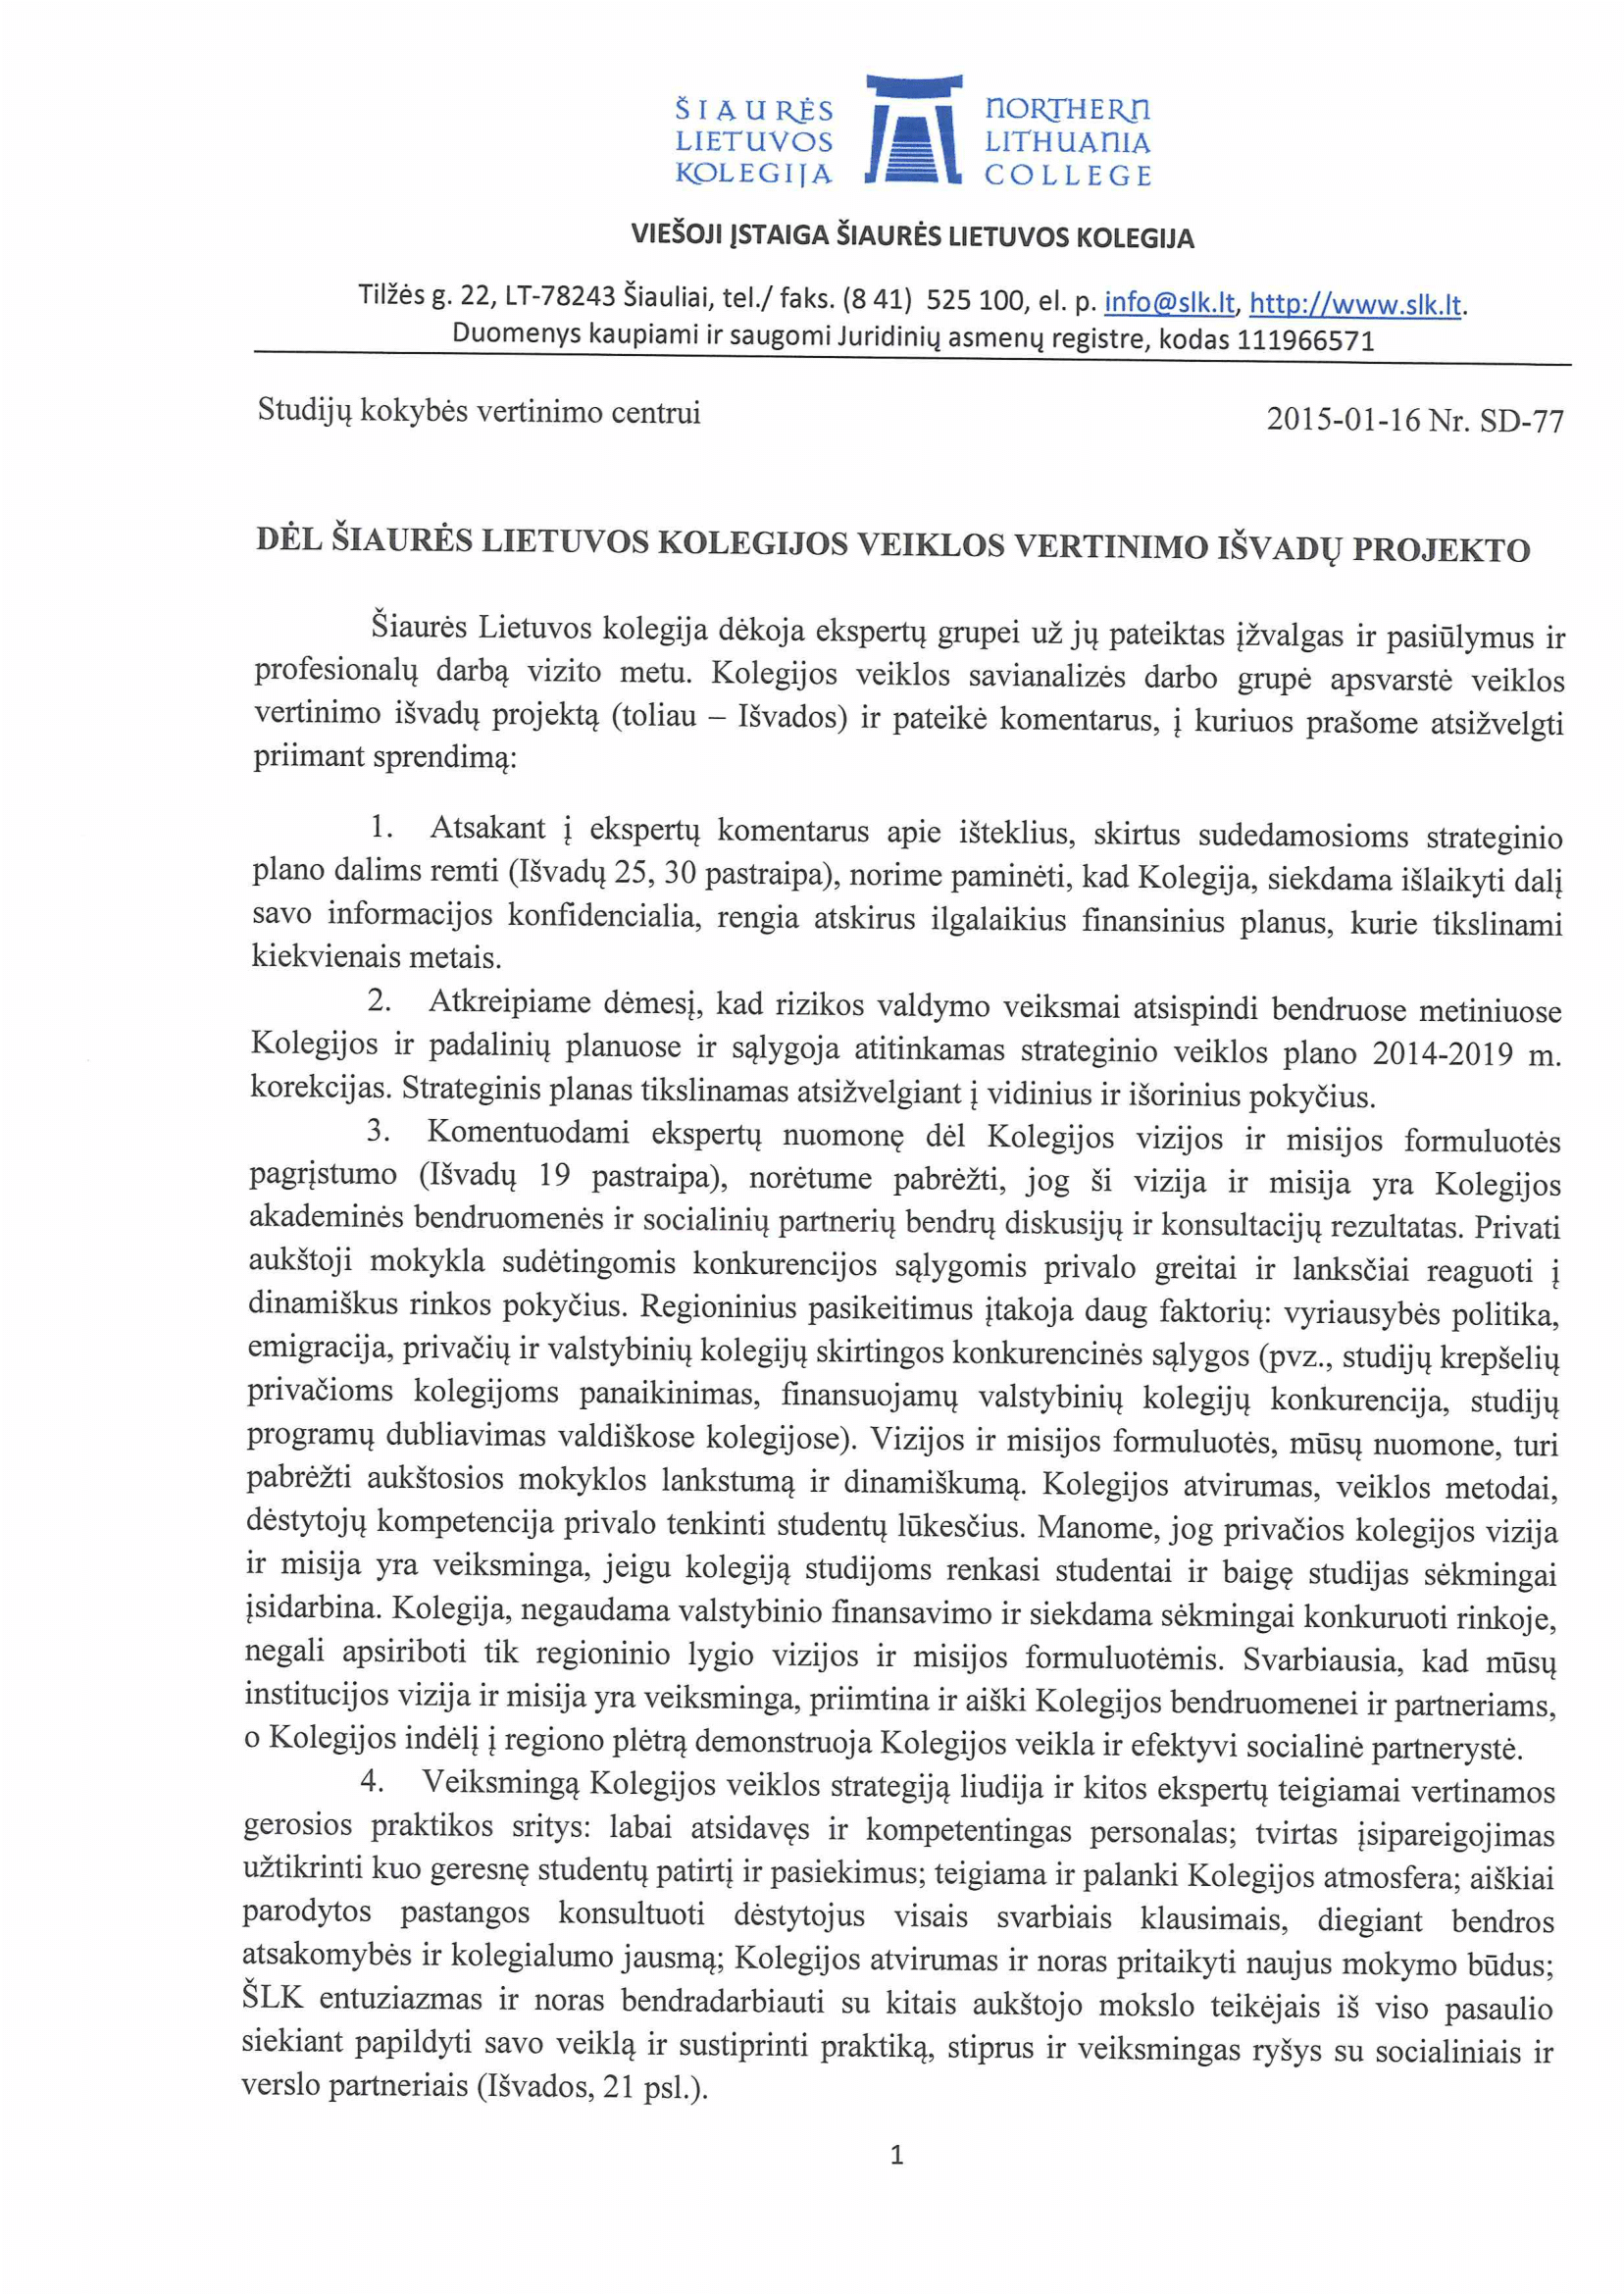 ŠIAURĖS
LIETUVOS
KOLEGIJA
NORTHERN
LITHUANIA
COLLEGE
VIEŠOJI ĮSTAIGA ŠIAURĖS LIETUVOS KOLEGIJA
Tilžės g. 22, LT-78243 Šiauliai, tel./ faks. (8 41) 525 100, el. p. info@slk.lt, http://www.slk.lt.
Duomenys kaupiami ir saugomi Juridinių asmenų registre, kodas 111966571
Studijų kokybės vertinimo centrui
2015-01-16 Nr. SD-77
DĖL ŠIAURĖS LIETUVOS KOLEGIJOS VEIKLOS VERTINIMO IŠVADŲ PROJEKTO
Šiaurės Lietuvos kolegija dėkoja ekspertų grupei už jų pateiktas įžvalgas ir pasiūlymus ir
profesionalų darbą vizito metu. Kolegijos veiklos savianalizės darbo grupė apsvarstė veiklos
vertinimo išvadų projektą (toliau – Išvados) ir pateikė komentarus, į kuriuos prašome atsižvelgti
priimant sprendimą:
1. Atsakant į ekspertų komentarus apie išteklius, skirtus sudedamosioms strateginio
plano dalims remti (Išvadų 25, 30 pastraipa), norime paminėti, kad Kolegija, siekdama išlaikyti dalį
savo informacijos konfidencialia, rengia atskirus ilgalaikius finansinius planus, kurie tikslinami
kiekvienais metais.
2. Atkreipiame dėmesį, kad rizikos valdymo veiksmai atsispindi bendruose metiniuose
Kolegijos ir padalinių planuose ir sąlygoja atitinkamas strateginio veiklos plano 2014-2019 m.
korekcijas. Strateginis planas tikslinamas atsižvelgiant į vidinius ir išorinius pokyčius.
3. Komentuodami ekspertų nuomonę dėl Kolegijos vizijos ir misijos formuluotės
pagrįstumo (Išvadų 19 pastraipa), norėtume pabrėžti, jog ši vizija ir misija yra Kolegijos
akademinės bendruomenės ir socialinių partnerių bendrų diskusijų ir konsultacijų rezultatas. Privati
aukštoji mokykla sudėtingomis konkurencijos sąlygomis privalo greitai ir lanksčiai reaguoti į
dinamiškus rinkos pokyčius. Regioninius pasikeitimus įtakoja daug faktorių: vyriausybės politika,
emigracija, privačių ir valstybinių kolegijų skirtingos konkurencinės sąlygos (pvz., studijų krepšelių
privačioms kolegijoms panaikinimas, finansuojamų valstybinių kolegijų konkurencija, studijų
programų dubliavimas valdiškose kolegijose). Vizijos ir misijos formuluotės, mūsų nuomone, turi
pabrėžti aukštosios mokyklos lankstumą ir dinamiškumą. Kolegijos atvirumas, veiklos metodai,
dėstytojų kompetencija privalo tenkinti studentų lūkesčius. Manome, jog privačios kolegijos vizija
ir misija yra veiksminga, jeigu kolegiją studijoms renkasi studentai ir baigę studijas sėkmingai
įsidarbina. Kolegija, negaudama valstybinio finansavimo ir siekdama sėkmingai konkuruoti rinkoje,
negali apsiriboti tik regioninio lygio vizijos ir misijos formuluotėmis. Svarbiausia, kad mūsų
institucijos vizija ir misija yra veiksminga, priimtina ir aiški Kolegijos bendruomenei ir partneriams,
o Kolegijos indėlį į regiono plėtrą demonstruoja Kolegijos veikla ir efektyvi socialinė partnerystė.
4. Veiksmingą Kolegijos veiklos strategiją liudija ir kitos ekspertų teigiamai vertinamos
gerosios praktikos sritys: labai atsidavęs ir kompetentingas personalas; tvirtas įsipareigojimas
užtikrinti kuo geresnę studentų patirtį ir pasiekimus; teigiama ir palanki Kolegijos atmosfera; aiškiai
parodytos pastangos konsultuoti dėstytojus visais svarbiais klausimais, diegiant bendros
atsakomybės ir kolegialumo jausmą; Kolegijos atvirumas ir noras pritaikyti naujus mokymo būdus;
ŠLK entuziazmas ir noras bendradarbiauti su kitais aukštojo mokslo teikėjais iš viso pasaulio
siekiant papildyti savo veiklą ir sustiprinti praktiką, stiprus ir veiksmingas ryšys su socialiniais ir
verslo partneriais (Išvados, 21 psl.).
1